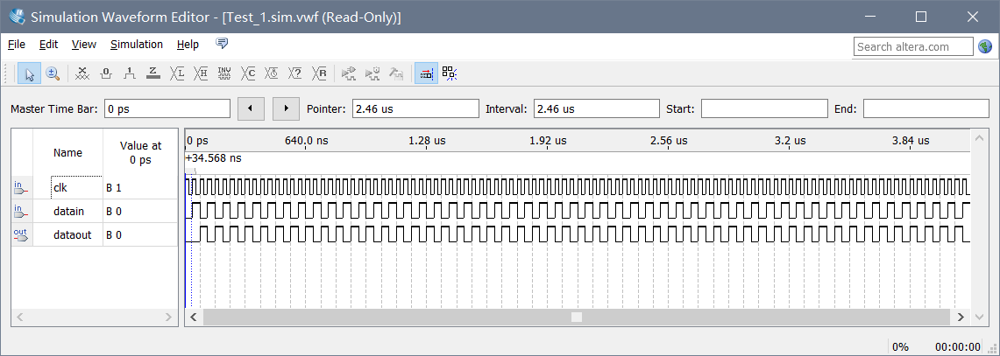 Simulation Waveform Editor - [Test_1.sim.vwf (Read-Only)]
File Edit View Simulation Help
Search altera.com
Master Time Bar: 0 ps Pointer: 2.46 us Interval: 2.46 us Start: End:
Name Value at
0 ps
0 ps 640.0 ns 1.28 us 1.92 us 2.56 us 3.2 us 3.84 us
+34.568 ns
in clk B 1
in datain B 0
out dataout B 0
0% 00:00:00